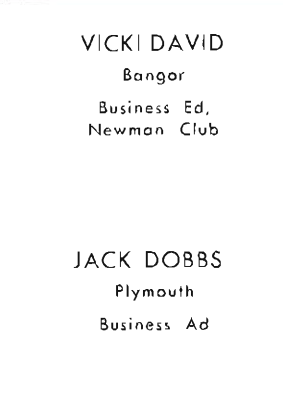 VICKI DAVID
Bangor
Business Ed,
Newman Club
JACK DOBBS
Plymouth
Business Ad